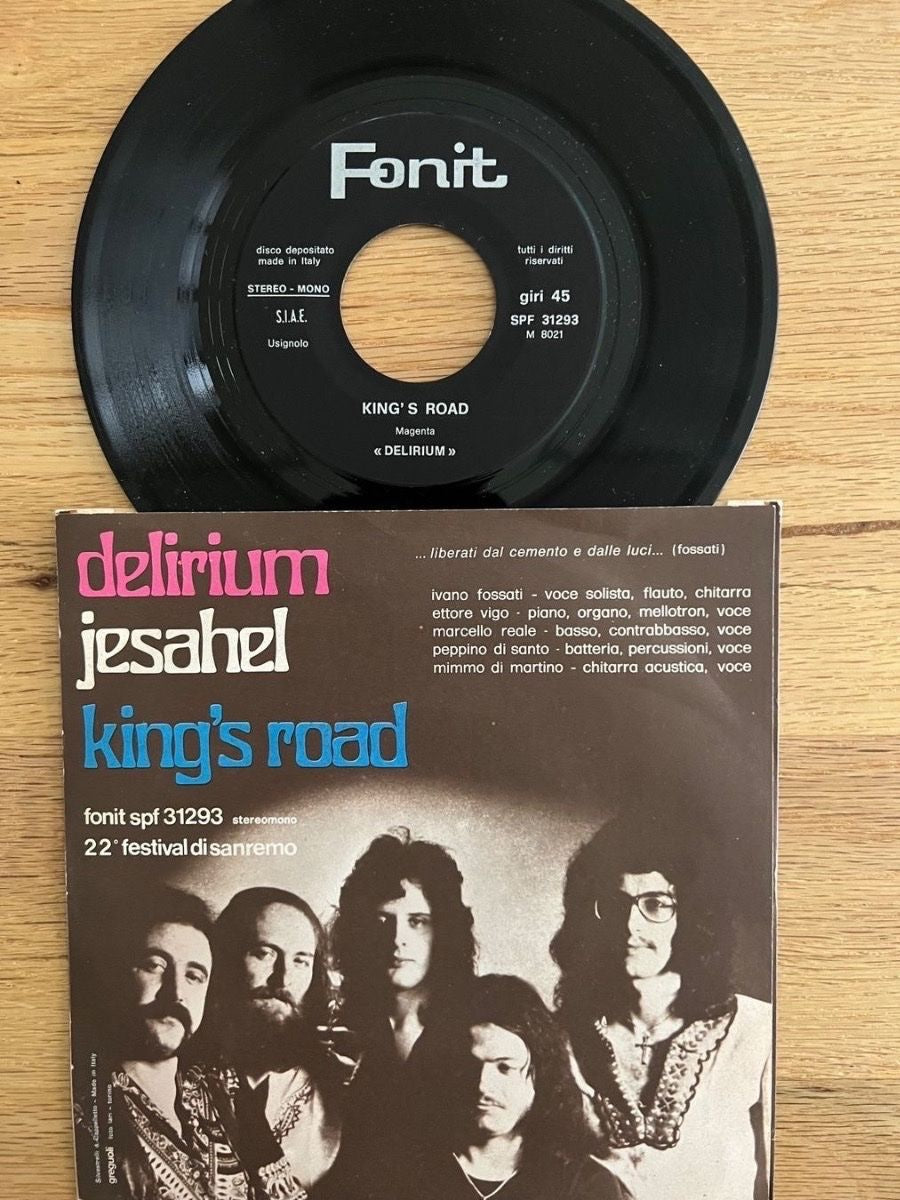 Fonit
disco depositato
made in Italy
STEREO - MONO
S.I.A.E.
Usignolo
tutti i diritti
riservati
giri 45
SPF 31293
M 8021
KING'S ROAD
Magenta
« DELIRIUM »
delirium
jesahel
king's road
fonit spf 31293 stereomono
22° festival di sanremo
... liberati dal cemento e dalle luci... (fossati)
ivano fossati - voce solista, flauto, chitarra
ettore vigo - piano, organo, mellotron, voce
marcello reale - basso, contrabbasso, voce
peppino di santo - batteria, percussioni, voce
mimmo di martino - chitarra acustica, voce
Made in Italy